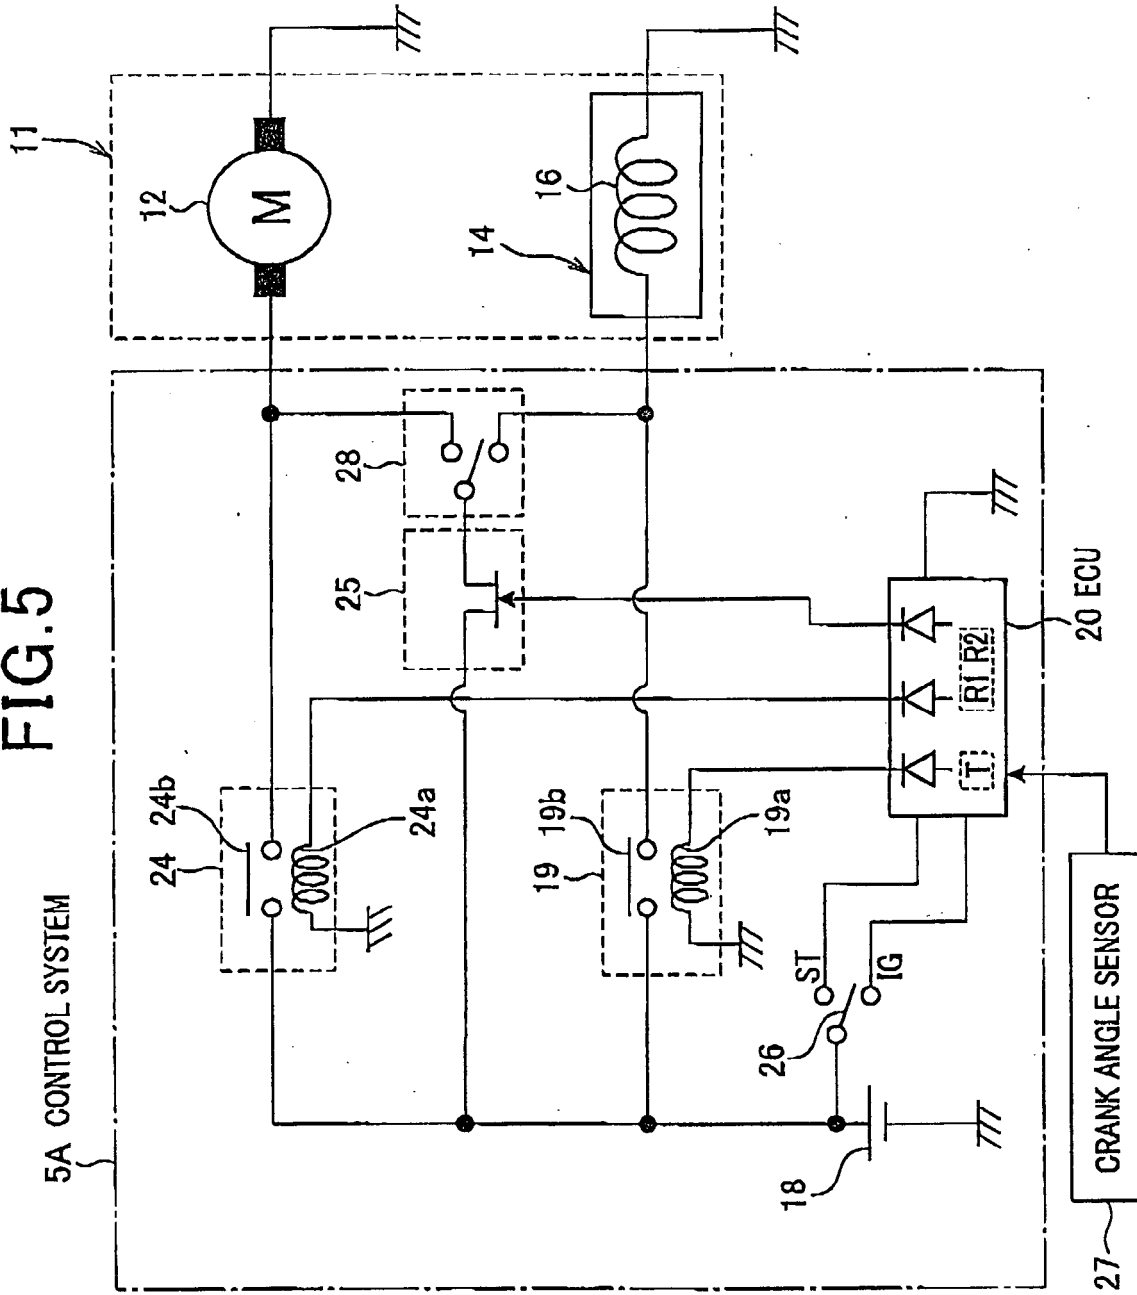 FIG.5
5A CONTROL SYSTEM
11
12
M
14
16
24
24b
24a
25
28
19
19b
19a
ST
IG
26
18
T
R1
R2
20 ECU
27
CRANK ANGLE SENSOR